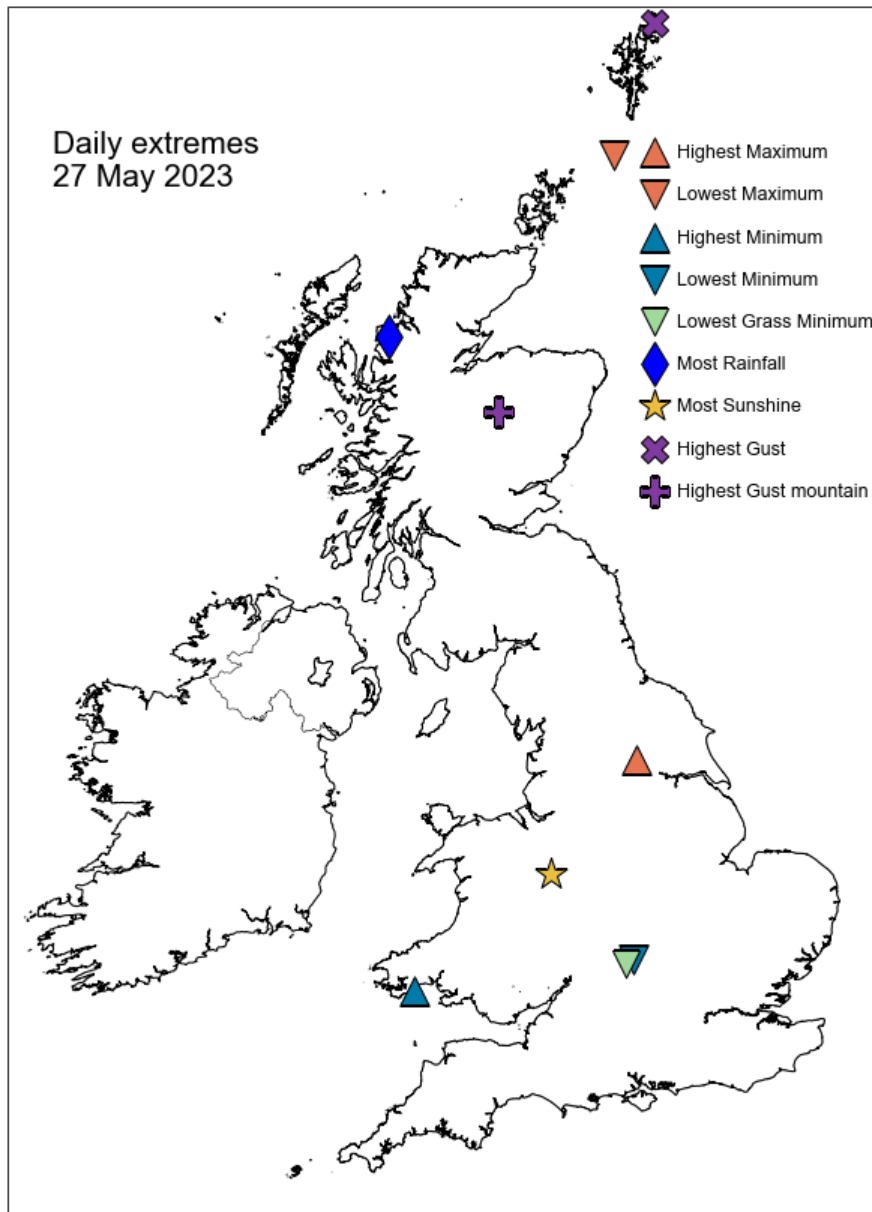 Daily extremes
27 May 2023
Highest Maximum
Lowest Maximum
Highest Minimum
Lowest Minimum
Lowest Grass Minimum
Most Rainfall
Most Sunshine
Highest Gust
Highest Gust mountain